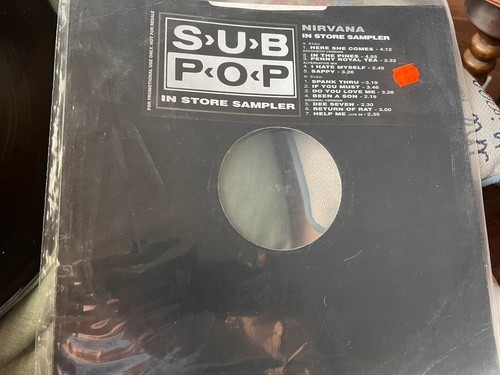 FOR PROMOTIONAL USE ONLY. NOT FOR RESALE
S›U›B
P‹O‹P
IN STORE SAMPLER
NIRVANA
IN STORE SAMPLER
1. HERE SHE COMES - 4.12
2. IN THE PINES -
3. PENNY ROYAL TEA - 3.32
4. I HATE MYSELF - 2.45
5. SAPPY - 3.26
1. SPANK THRU - 3.19
2. IF YOU MUST - 3.46
3. DO YOU LOVE ME - 3.26
4. BEEN A SON - 2.19
5. DEE SEVEN - 2.30
6. RETURN OF RAT - 3.00
7. HELP ME LIVE - 2.35